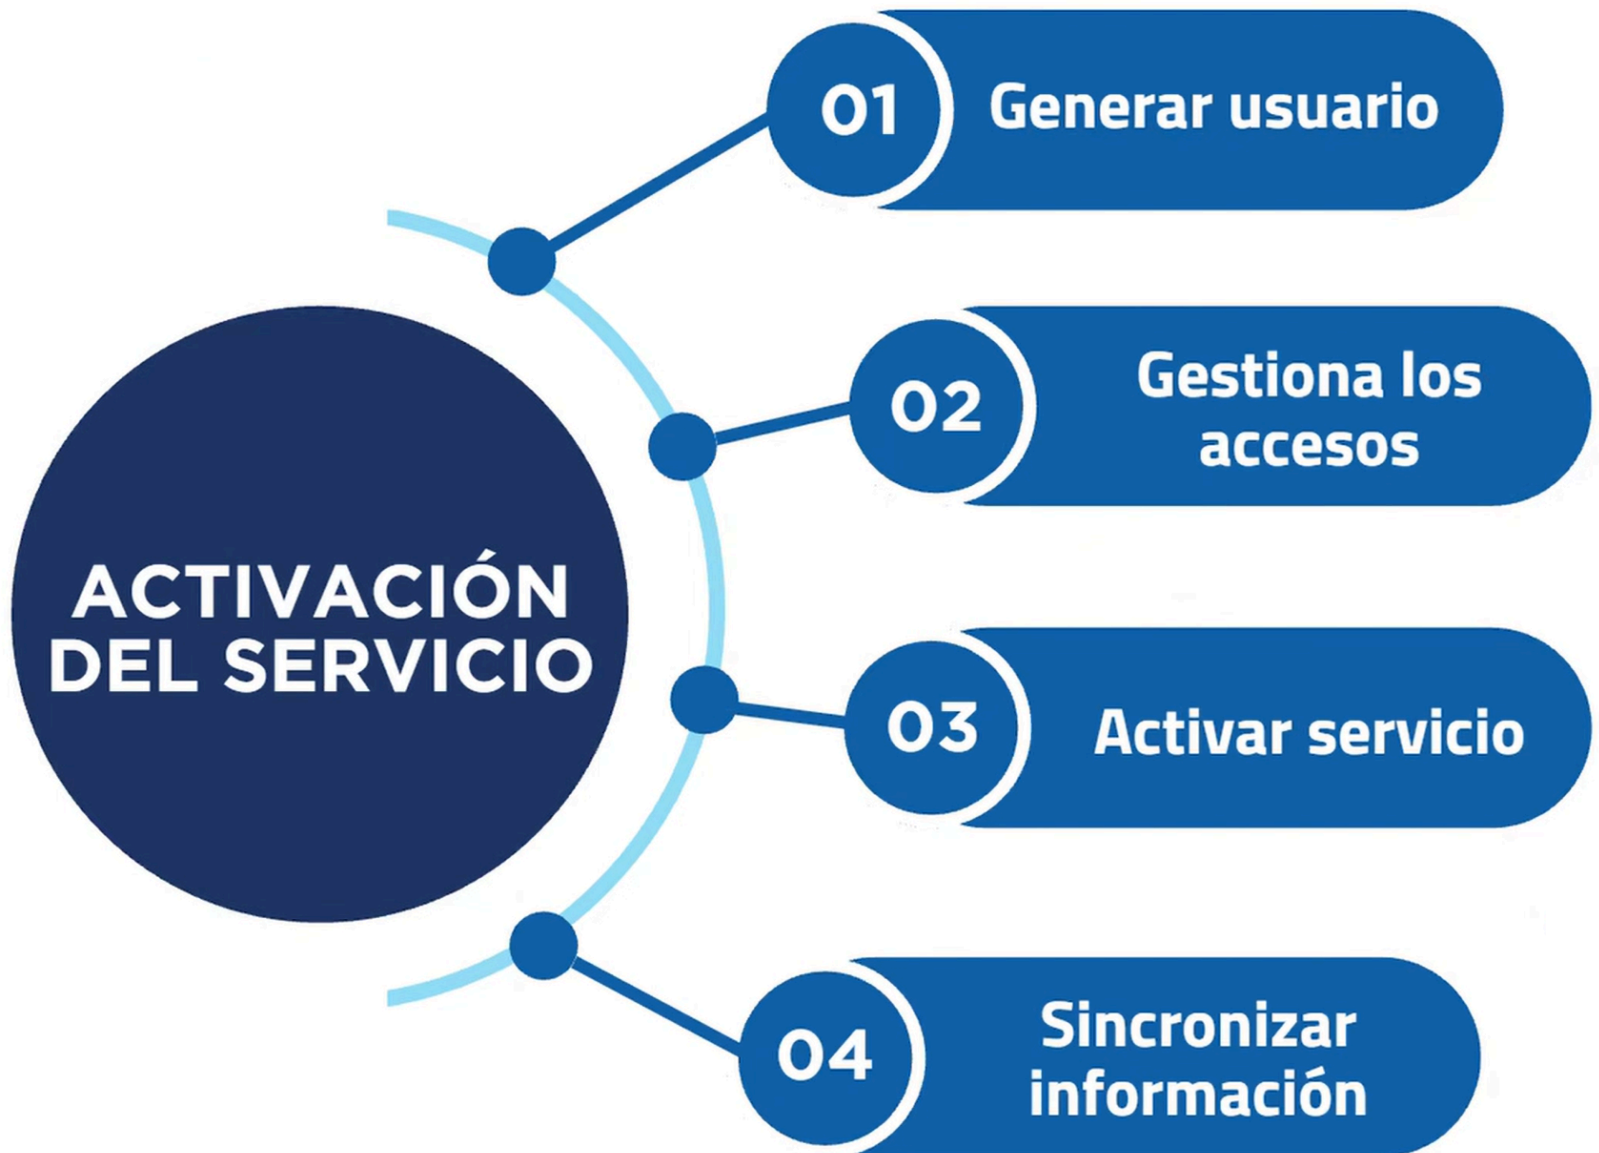 ACTIVACIÓN
DEL SERVICIO
01
Generar usuario
02
Gestiona los
accesos
03
Activar servicio
04
Sincronizar
información